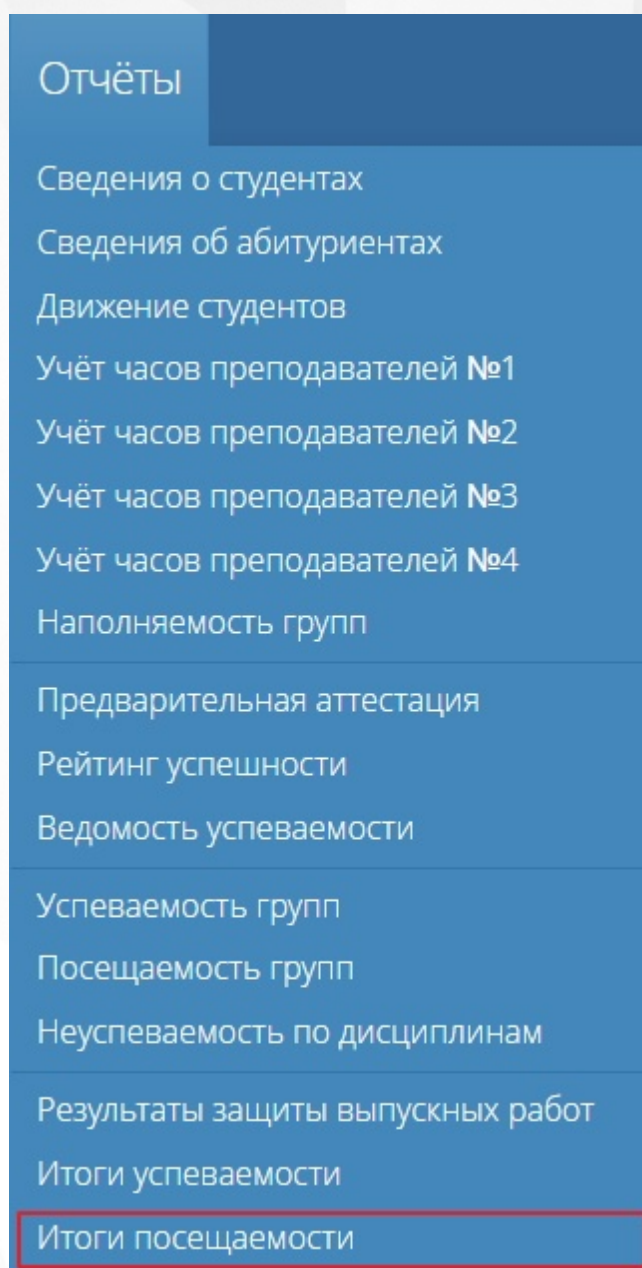 Отчёты
Сведения о студентах
Сведения об абитуриентах
Движение студентов
Учёт часов преподавателей №1
Учёт часов преподавателей №2
Учёт часов преподавателей №3
Учёт часов преподавателей №4
Наполняемость групп
Предварительная аттестация
Рейтинг успешности
Ведомость успеваемости
Успеваемость групп
Посещаемость групп
Неуспеваемость по дисциплинам
Результаты защиты выпускных работ
Итоги успеваемости
Итоги посещаемости